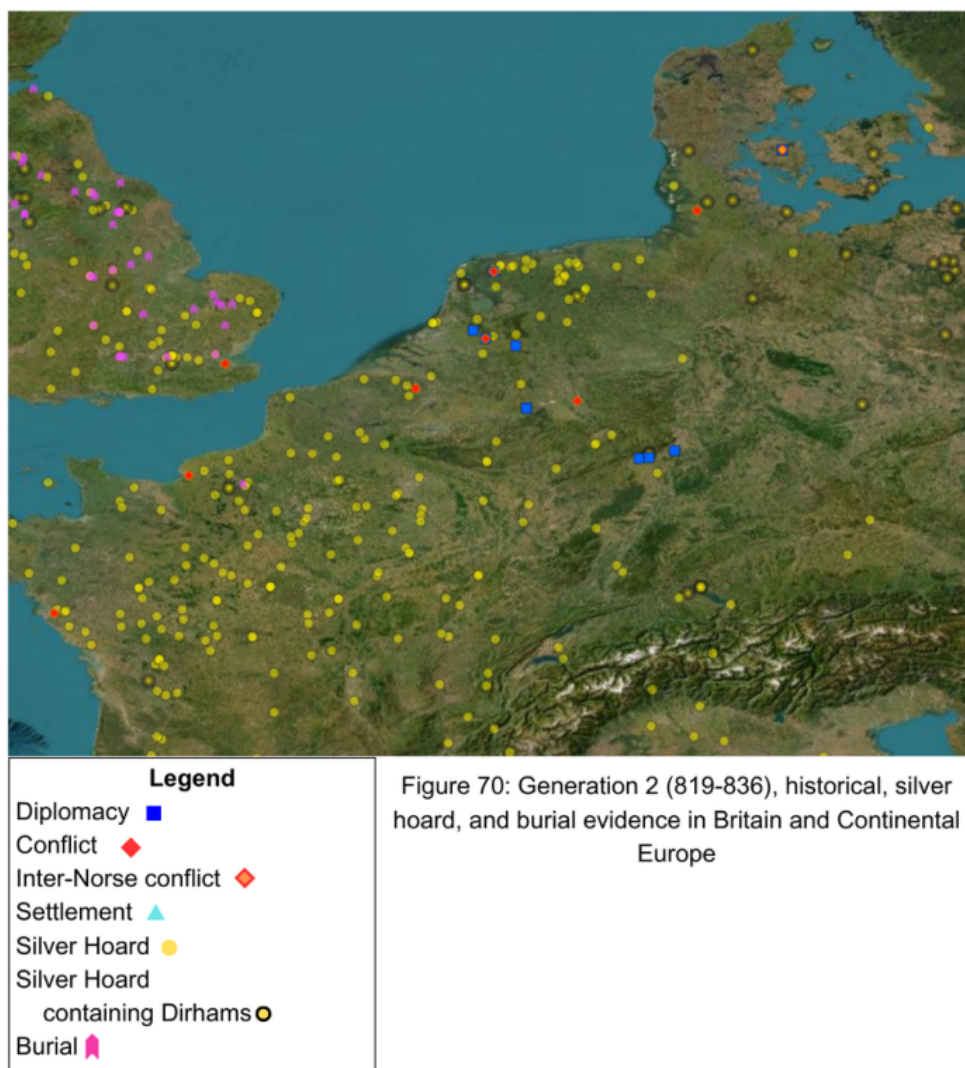 Legend
Diplomacy
Conflict
Inter-Norse conflict
Settlement
Silver Hoard
Silver Hoard
containing Dirhams
Burial
Figure 70: Generation 2 (819-836), historical, silver
hoard, and burial evidence in Britain and Continental
Europe